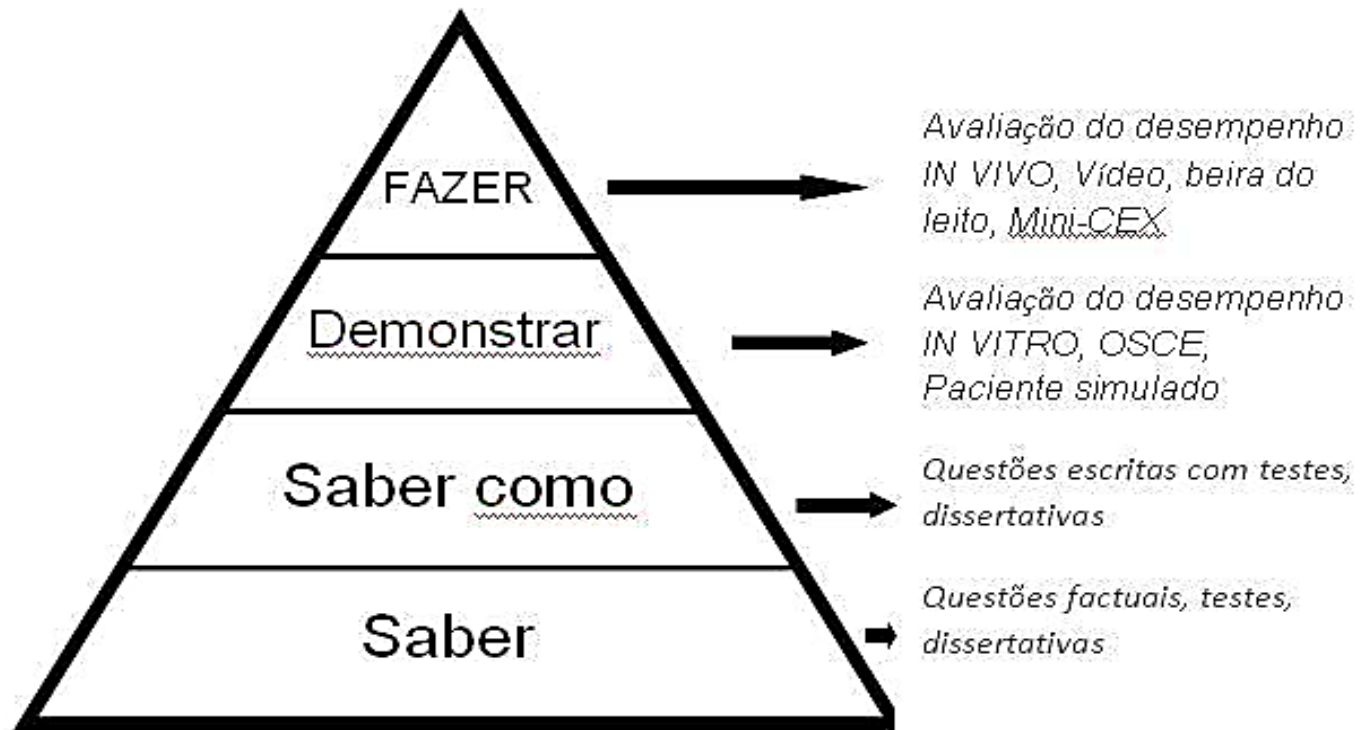 FAZER
Avaliação do desempenho
IN VIVO, Vídeo, beira do
leito, Mini-CEX
Demonstrar
Avaliação do desempenho
IN VITRO, OSCE,
Paciente simulado
Saber como
Questões escritas com testes,
dissertativas
Saber
Questões factuais, testes,
dissertativas